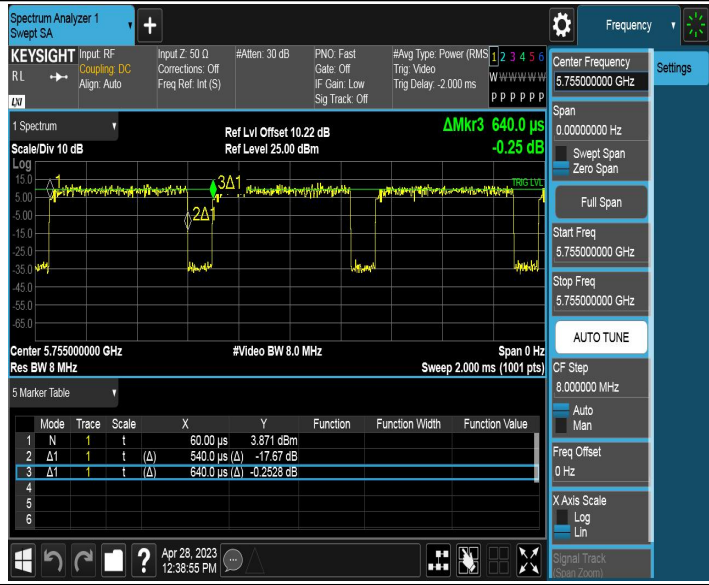 Spectrum Analyzer 1
Swept SA
Frequency
KEYSIGHT
RL
LXI
Input: RF
Coupling: DC
Align: Auto
Input Z: 50 Ω
Corrections: Off
Freq Ref: Int (S)
#Atten: 30 dB
PNO: Fast
Gate: Off
IF Gain: Low
Sig Track: Off
#Avg Type: Power (RMS
Trig: Video
Trig Delay: -2.000 ms
1 2 3 4 5 6
W W W W W W
P P P P P P
1 Spectrum
Scale/Div 10 dB
Ref Lvl Offset 10.22 dB
Ref Level 25.00 dBm
ΔMkr3 640.0 µs
-0.25 dB
Log
15.0
5.00
-5.00
-15.0
-25.0
-35.0
-45.0
-55.0
-65.0
1
3Δ1
2Δ1
TRIG LVL
Center 5.755000000 GHz
#Video BW 8.0 MHz
Span 0 Hz
Res BW 8 MHz
Sweep 2.000 ms (1001 pts)
5 Marker Table
Mode Trace Scale X Y Function Function Width Function Value
1 N 1 t 60.00 µs 3.871 dBm
2 Δ1 1 t (Δ) 540.0 µs (Δ) -17.67 dB
3 Δ1 1 t (Δ) 640.0 µs (Δ) -0.2528 dB
4
5
6
?
Apr 28, 2023
12:38:55 PM
Center Frequency
5.755000000 GHz
Settings
Span
0.00000000 Hz
Swept Span
Zero Span
Full Span
Start Freq
5.755000000 GHz
Stop Freq
5.755000000 GHz
AUTO TUNE
CF Step
8.000000 MHz
Auto
Man
Freq Offset
0 Hz
X Axis Scale
Log
Lin
Signal Track
(Span Zoom)